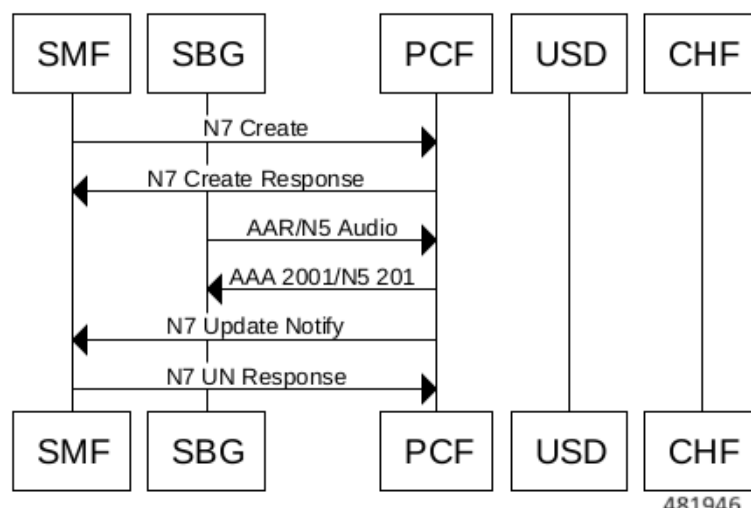 SMF SBG PCF USD CHF
N7 Create
N7 Create Response
AAR/N5 Audio
AAA 2001/N5 201
N7 Update Notify
N7 UN Response
SMF SBG PCF USD CHF
481946